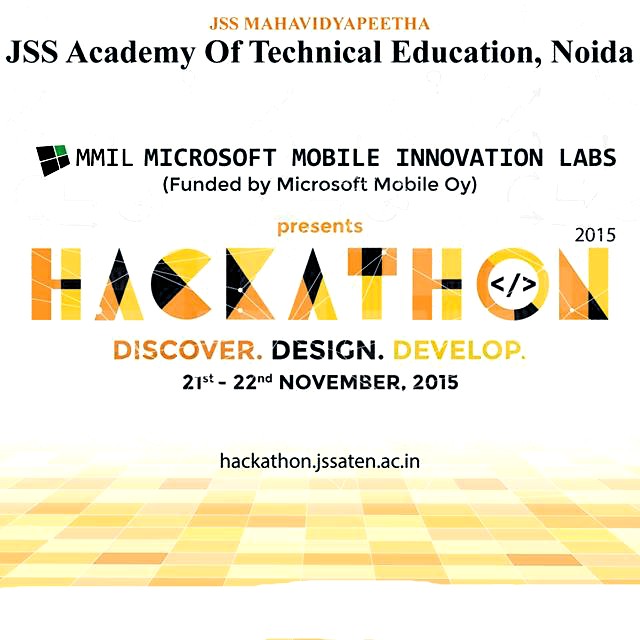 JSS MAHAVIDYAPEETHA
JSS Academy Of Technical Education, Noida
MMIL MICROSOFT MOBILE INNOVATION LABS
(Funded by Microsoft Mobile Oy)
presents
2015
HACKATHON
</>
DISCOVER. DESIGN. DEVELOP.
21st - 22nd NOVEMBER, 2015
hackathon.jssaten.ac.in